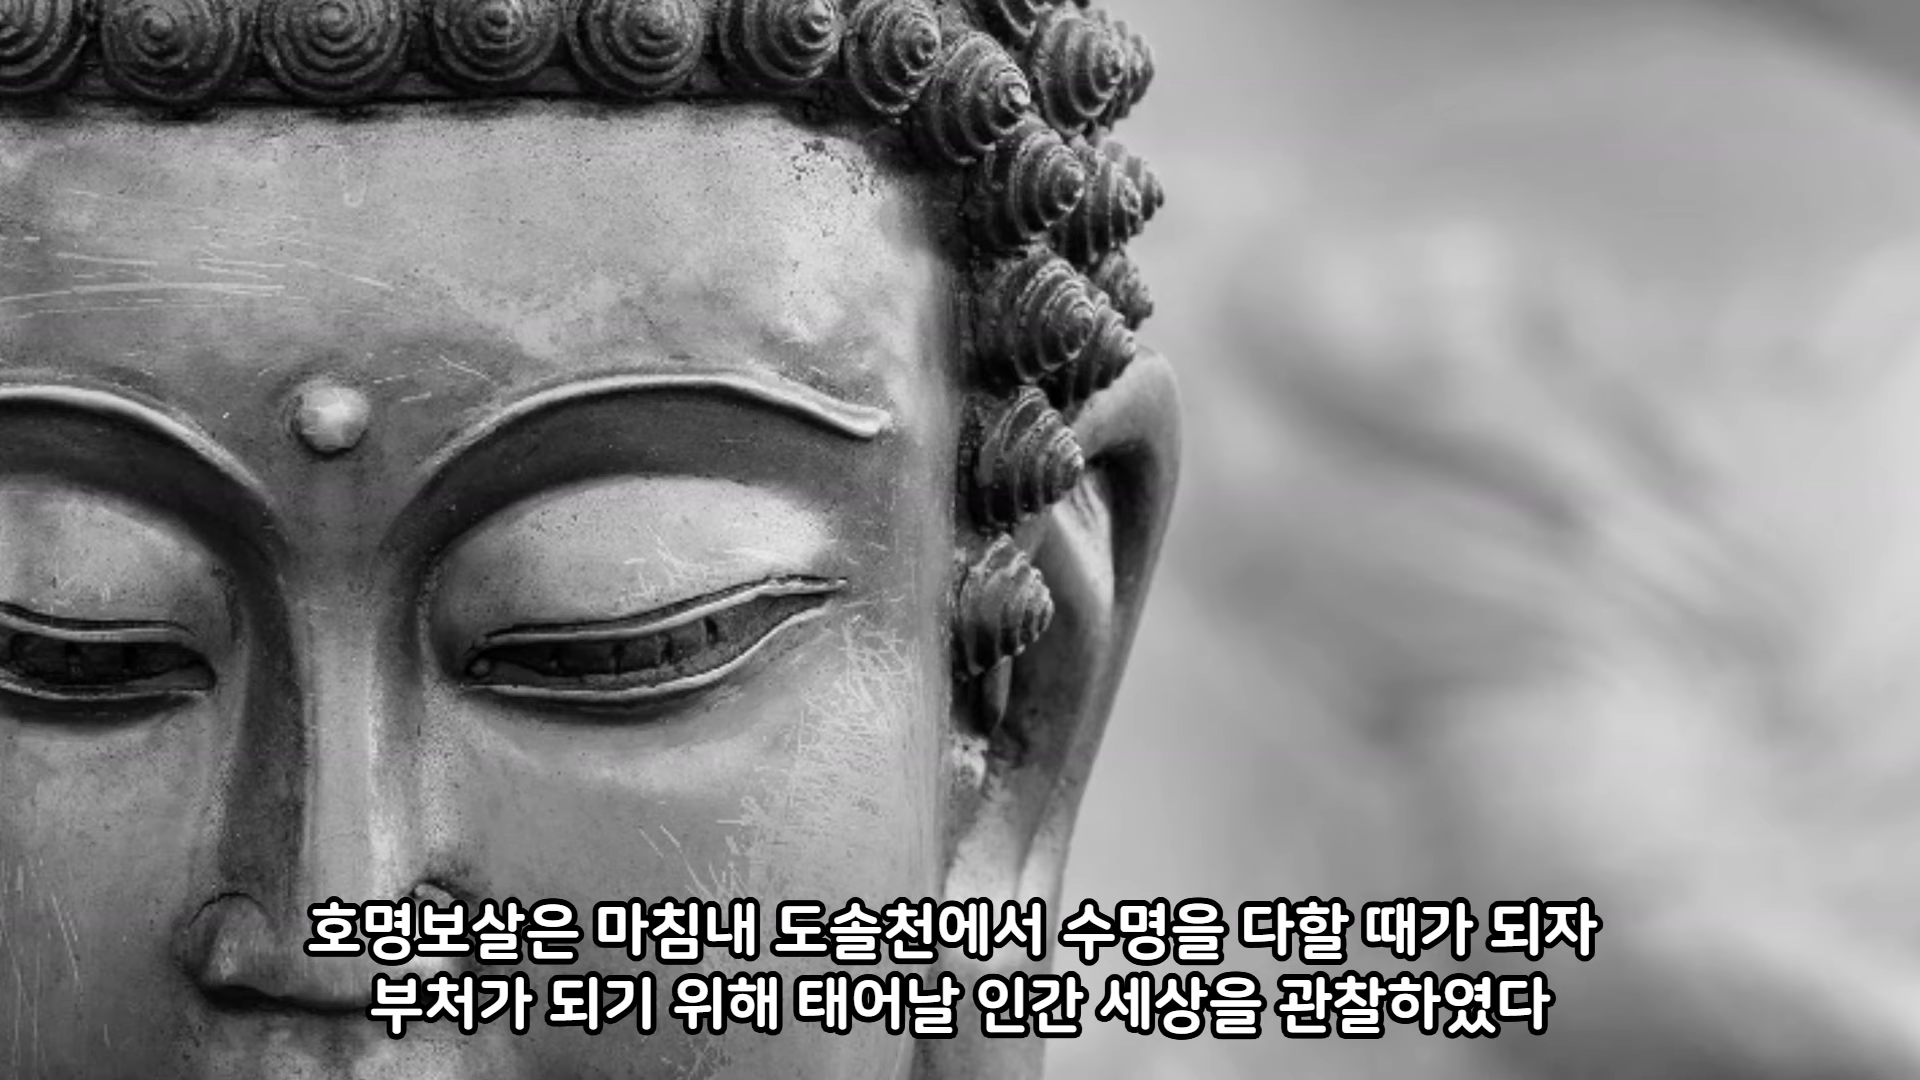 호명보살은 마침내 도솔천에서 수명을 다할 때가 되자
부처가 되기 위해 태어날 인간 세상을 관찰하였다